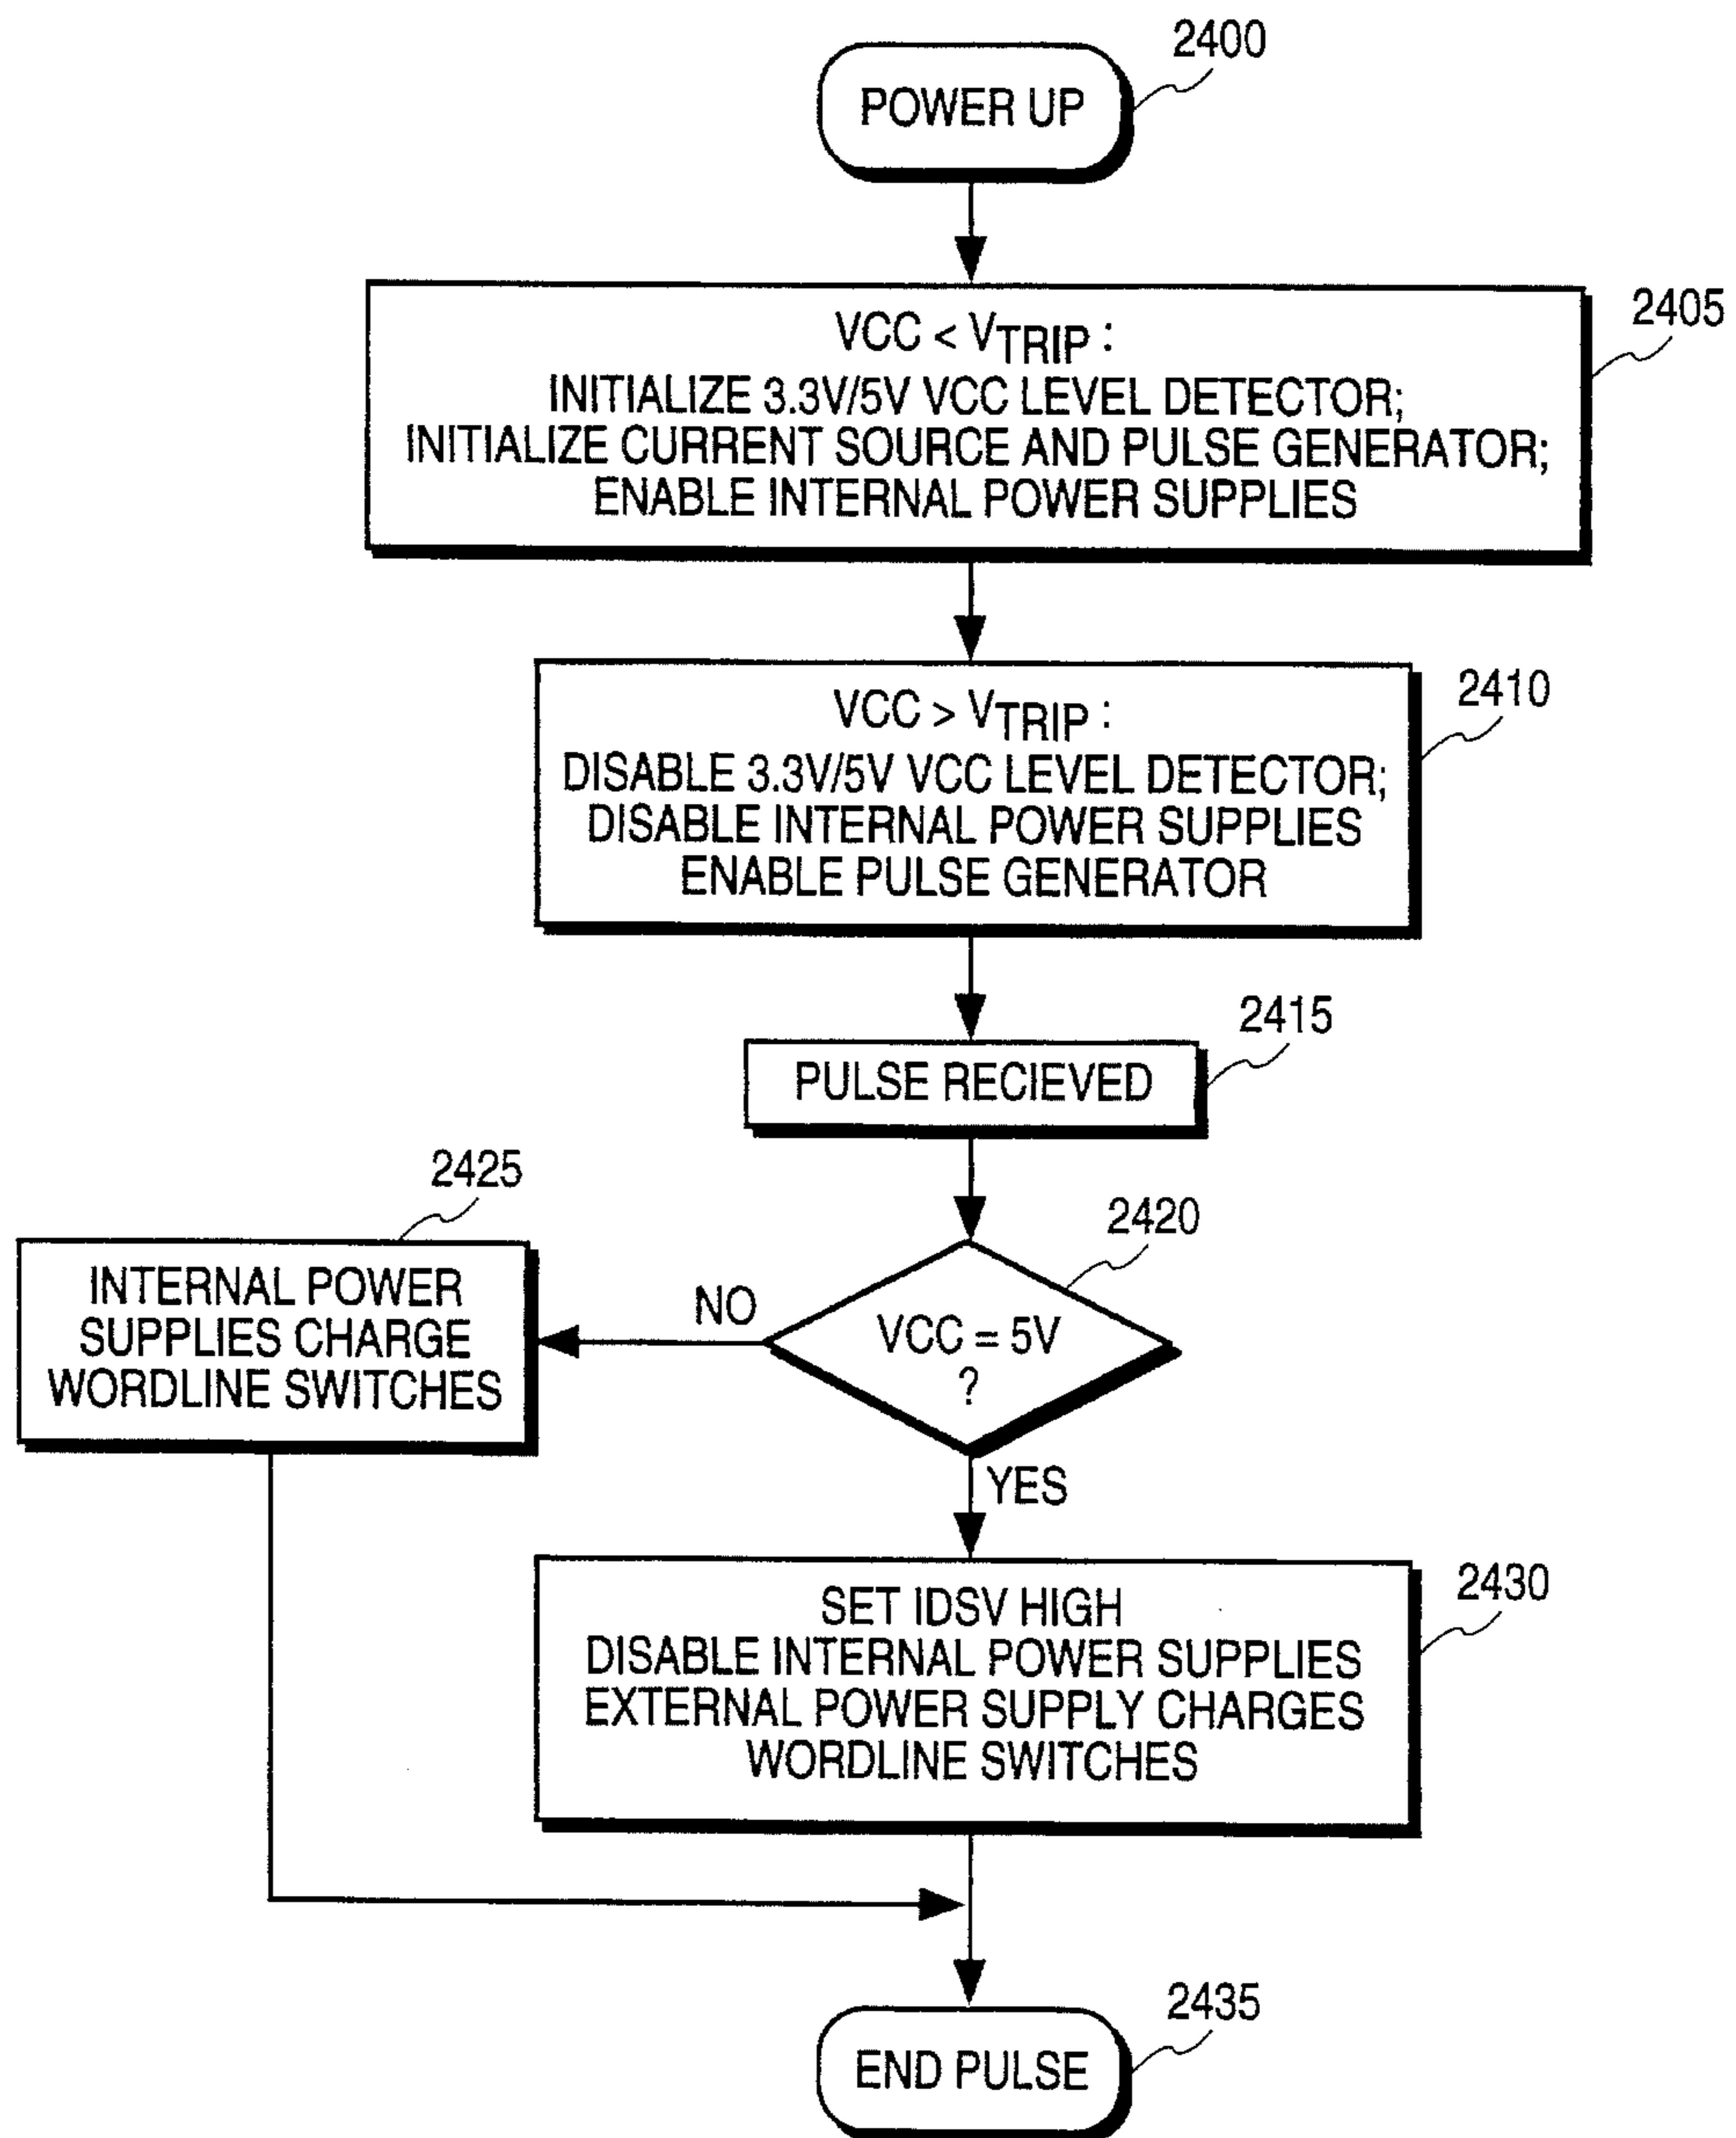 2400
POWER UP
2405
VCC < VTRIP :
INITIALIZE 3.3V/5V VCC LEVEL DETECTOR;
INITIALIZE CURRENT SOURCE AND PULSE GENERATOR;
ENABLE INTERNAL POWER SUPPLIES
2410
VCC > VTRIP :
DISABLE 3.3V/5V VCC LEVEL DETECTOR;
DISABLE INTERNAL POWER SUPPLIES
ENABLE PULSE GENERATOR
2415
PULSE RECIEVED
2420
VCC = 5V
?
NO
2425
INTERNAL POWER
SUPPLIES CHARGE
WORDLINE SWITCHES
YES
2430
SET IDSV HIGH
DISABLE INTERNAL POWER SUPPLIES
EXTERNAL POWER SUPPLY CHARGES
WORDLINE SWITCHES
2435
END PULSE